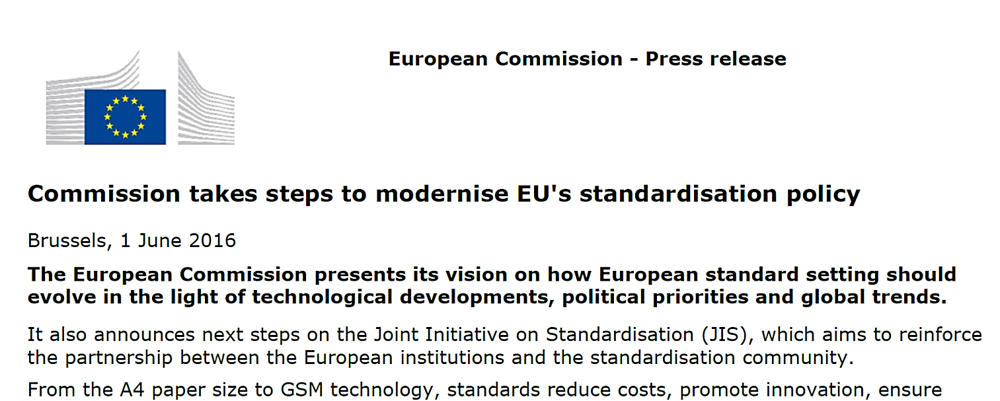 European Commission - Press release
Commission takes steps to modernise EU's standardisation policy
Brussels, 1 June 2016
The European Commission presents its vision on how European standard setting should
evolve in the light of technological developments, political priorities and global trends.
It also announces next steps on the Joint Initiative on Standardisation (JIS), which aims to reinforce
the partnership between the European institutions and the standardisation community.
From the A4 paper size to GSM technology, standards reduce costs, promote innovation, ensure